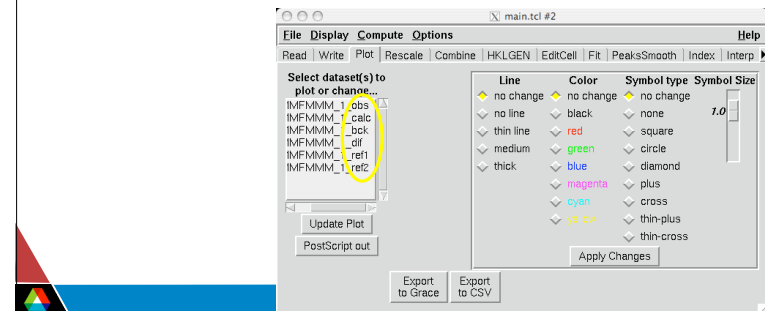 main.tcl #2
File Display Compute Options Help
Read Write Plot Rescale Combine HKLGEN EditCell Fit PeaksSmooth Index Interp
Select dataset(s) to
plot or change...
1MFMMM_1_obs
1MFMMM_1_calc
1MFMMM_1_bck
1MFMMM_1_dif
1MFMMM_1_ref1
1MFMMM_1_ref2
Update Plot
PostScript out
Line Color Symbol type Symbol Size
no change no change no change 
no line black none 1.0
thin line red square
medium green circle
thick blue diamond
magenta plus
cyan cross
thin-plus
thin-cross
Apply Changes
Export
to Grace
Export
to CSV